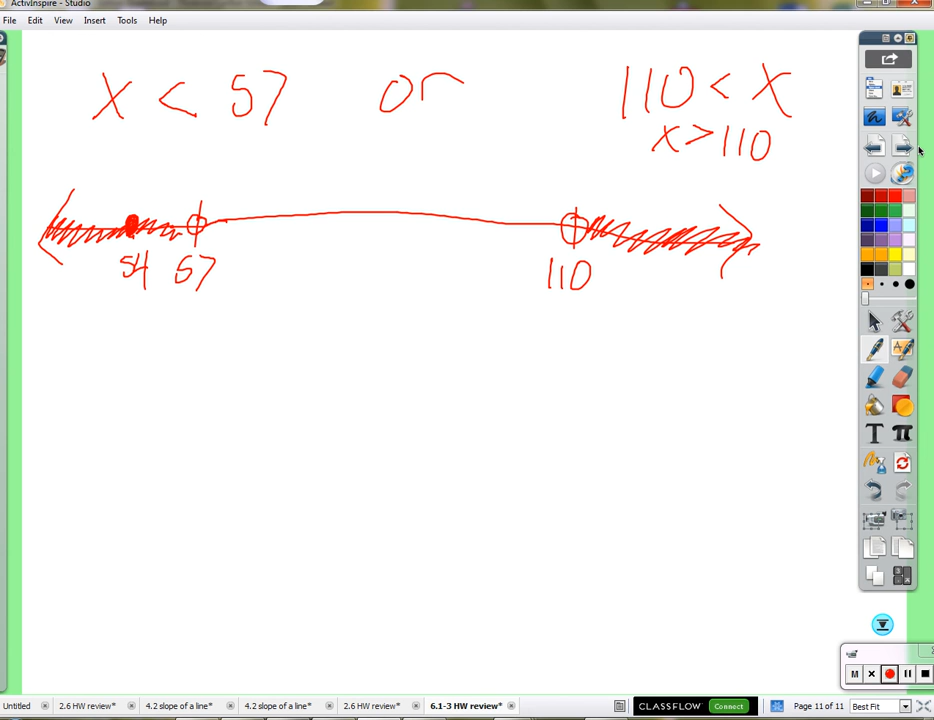 ActivInspire - Studio
File Edit View Insert Tools Help
x < 57 or 110 < x
x > 110
54 57 110
T π
M
Untitled 2.6 HW review* 4.2 slope of a line* 4.2 slope of a line* 2.6 HW review* 6.1-3 HW review* CLASSFLOW Connect Page 11 of 11 Best Fit